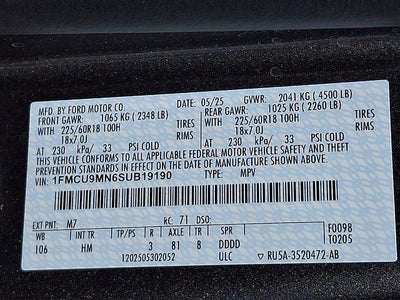 MFD. BY FORD MOTOR CO. DATE: 05/25 GVWR: 2041 KG ( 4500 LB)
FRONT GAWR: 1065 KG ( 2348 LB) REAR GAWR: 1025 KG ( 2260 LB)
WITH 225/60R18 100H TIRES WITH 225/60R18 100H TIRES
18x7.0J RIMS 18x7.0J RIMS
AT 230 kPa/ 33 PSI COLD AT 230 kPa/ 33 PSI COLD
THIS VEHICLE CONFORMS TO ALL APPLICABLE FEDERAL MOTOR VEHICLE SAFETY AND THEFT PREVENTION STANDARDS IN EFFECT ON THE DATE OF MANUFACTURE SHOWN ABOVE.
VIN: 1FMCU9MN6SUB19190 TYPE: MPV
EXT PNT: M7 RC: 71 DSO: F0098
WB INT TR TP/PS R AXLE TR SPR T0205
106 HM 3 81 8 DDDD
1202505302052 ULC ▽ RU5A-3520472-AB